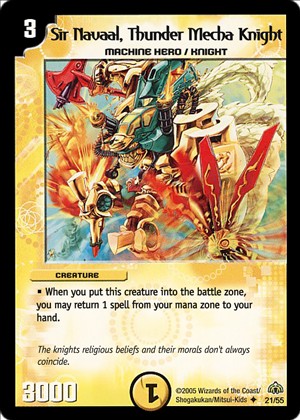 3 Sir Navaal, Thunder Mecha Knight
MACHINE HERO / KNIGHT
CREATURE
▪ When you put this creature into the battle zone,
you may return 1 spell from your mana zone to your
hand.
The knights religious beliefs and their morals don't always
coincide.
3000
1
©2005 Wizards of the Coast/
Shogakukan/Mitsui-Kids ✦ 21/55